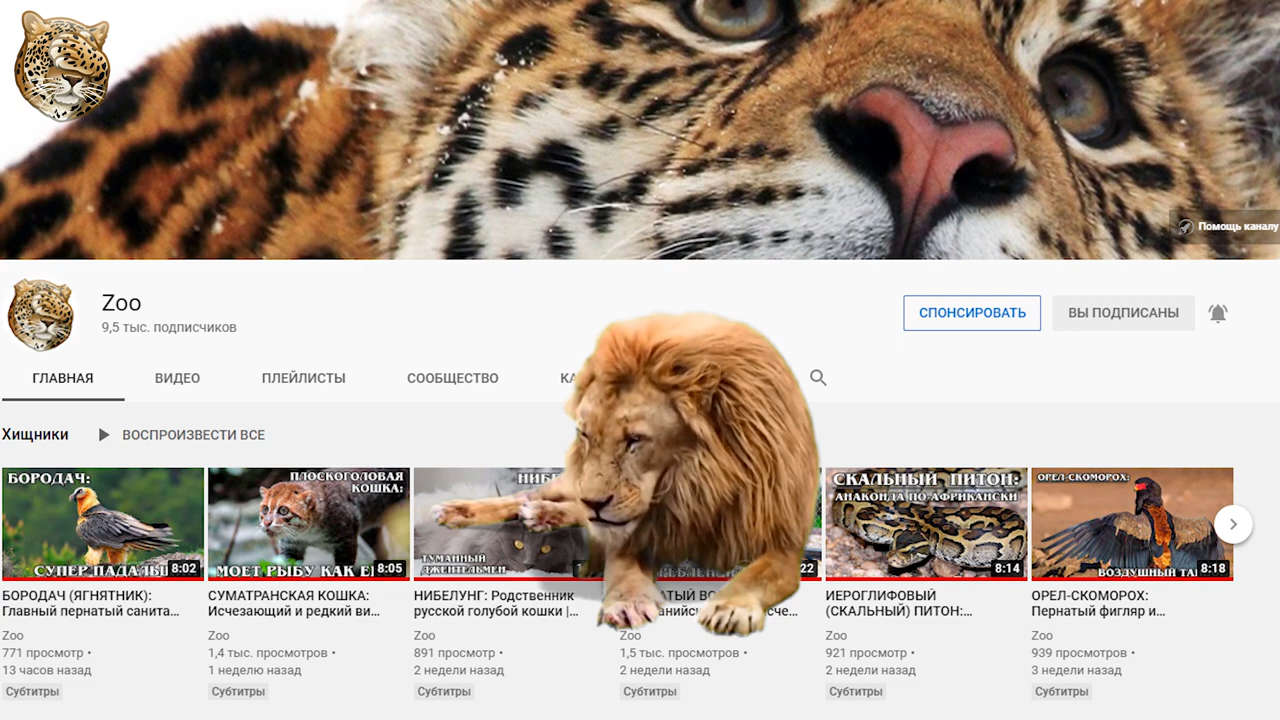 Помощь каналу
Zoo
9,5 тыс. подписчиков
СПОНСИРОВАТЬ
ВЫ ПОДПИСАНЫ
ГЛАВНАЯ
ВИДЕО
ПЛЕЙЛИСТЫ
СООБЩЕСТВО
Хищники
ВОСПРОИЗВЕСТИ ВСЕ
БОРОДАЧ:
СУПЕР ПАДАЛЬЩ
8:02
ПЛОСКОГОЛОВАЯ
КОШКА:
МОЕТ РЫБУ КАК ЕН
8:05
НИБЕ
ТУМАННЫЙ
ДЖЕНТЕЛЬМЕН
22
СКАЛЬНЫЙ ПИТОН:
АНАКОНДА ПО-АФРИКАНСКИ
8:14
ОРЕЛ-СКОМОРОХ:
ВОЗДУШНЫЙ ТА
8:18
БОРОДАЧ (ЯГНЯТНИК):
Главный пернатый санита...
Zoo
771 просмотр •
13 часов назад
Субтитры
СУМАТРАНСКАЯ КОШКА:
Исчезающий и редкий ви...
Zoo
1,4 тыс. просмотров •
1 неделю назад
Субтитры
НИБЕЛУНГ: Родственник
русской голубой кошки |...
Zoo
891 просмотр •
2 недели назад
Субтитры
Zoo
1,5 тыс. просмотров •
2 недели назад
Субтитры
ИЕРОГЛИФОВЫЙ
(СКАЛЬНЫЙ) ПИТОН:...
Zoo
921 просмотр •
2 недели назад
Субтитры
ОРЕЛ-СКОМОРОХ:
Пернатый фигляр и...
Zoo
939 просмотров •
3 недели назад
Субтитры